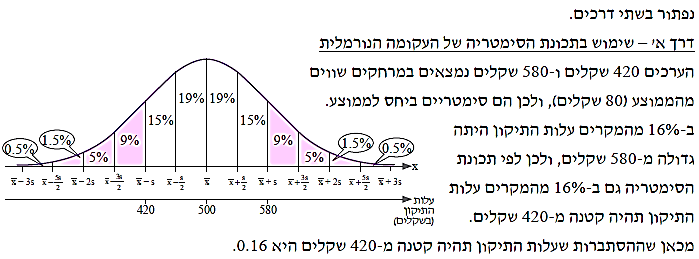 נפתור בשתי דרכים.
דרך א׳ – שימוש בתכונת הסימטריה של העקומה הנורמלית
הערכים 420 שקלים ו-580 שקלים נמצאים במרחקים שווים
מהממוצע (80 שקלים), ולכן הם סימטריים ביחס לממוצע.
ב-16% מהמקרים עלות התיקון היתה
גדולה מ-580 שקלים, ולכן לפי תכונת
הסימטריה גם ב-16% מהמקרים עלות
התיקון תהיה קטנה מ-420 שקלים.
מכאן שההסתברות שעלות התיקון תהיה קטנה מ-420 שקלים היא 0.16.
19% 19%
15% 15%
9% 9%
1.5% 1.5%
0.5% 5% 5% 0.5%
x
x̄−3s x̄−5s/2 x̄−2s x̄−3s/2 x̄−s x̄−s/2 x̄ x̄+s/2 x̄+s x̄+3s/2 x̄+2s x̄+5s/2 x̄+3s
420 500 580
עלות
התיקון
(בשקלים)